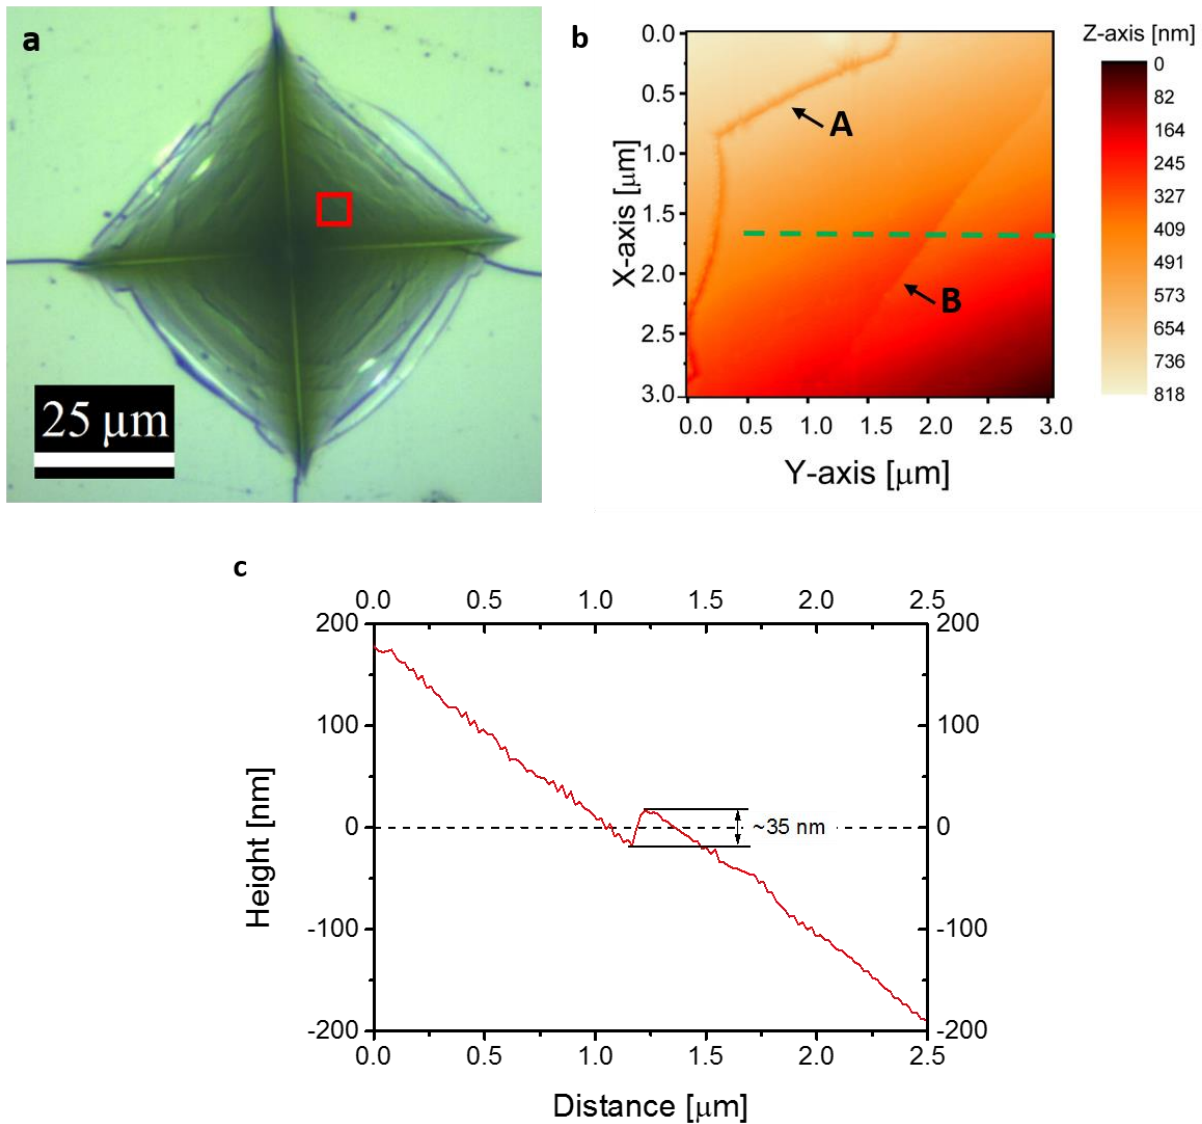 a
25 μm
b
Z-axis [nm]
0
82
164
245
327
409
491
573
654
736
818
X-axis [μm]
0.0
0.5
1.0
1.5
2.0
2.5
3.0
A
B
0.0 0.5 1.0 1.5 2.0 2.5 3.0
Y-axis [μm]
c
0.0 0.5 1.0 1.5 2.0 2.5
Height [nm]
200 200
100 100
0 ~35 nm 0
-100 -100
-200 -200
0.0 0.5 1.0 1.5 2.0 2.5
Distance [μm]